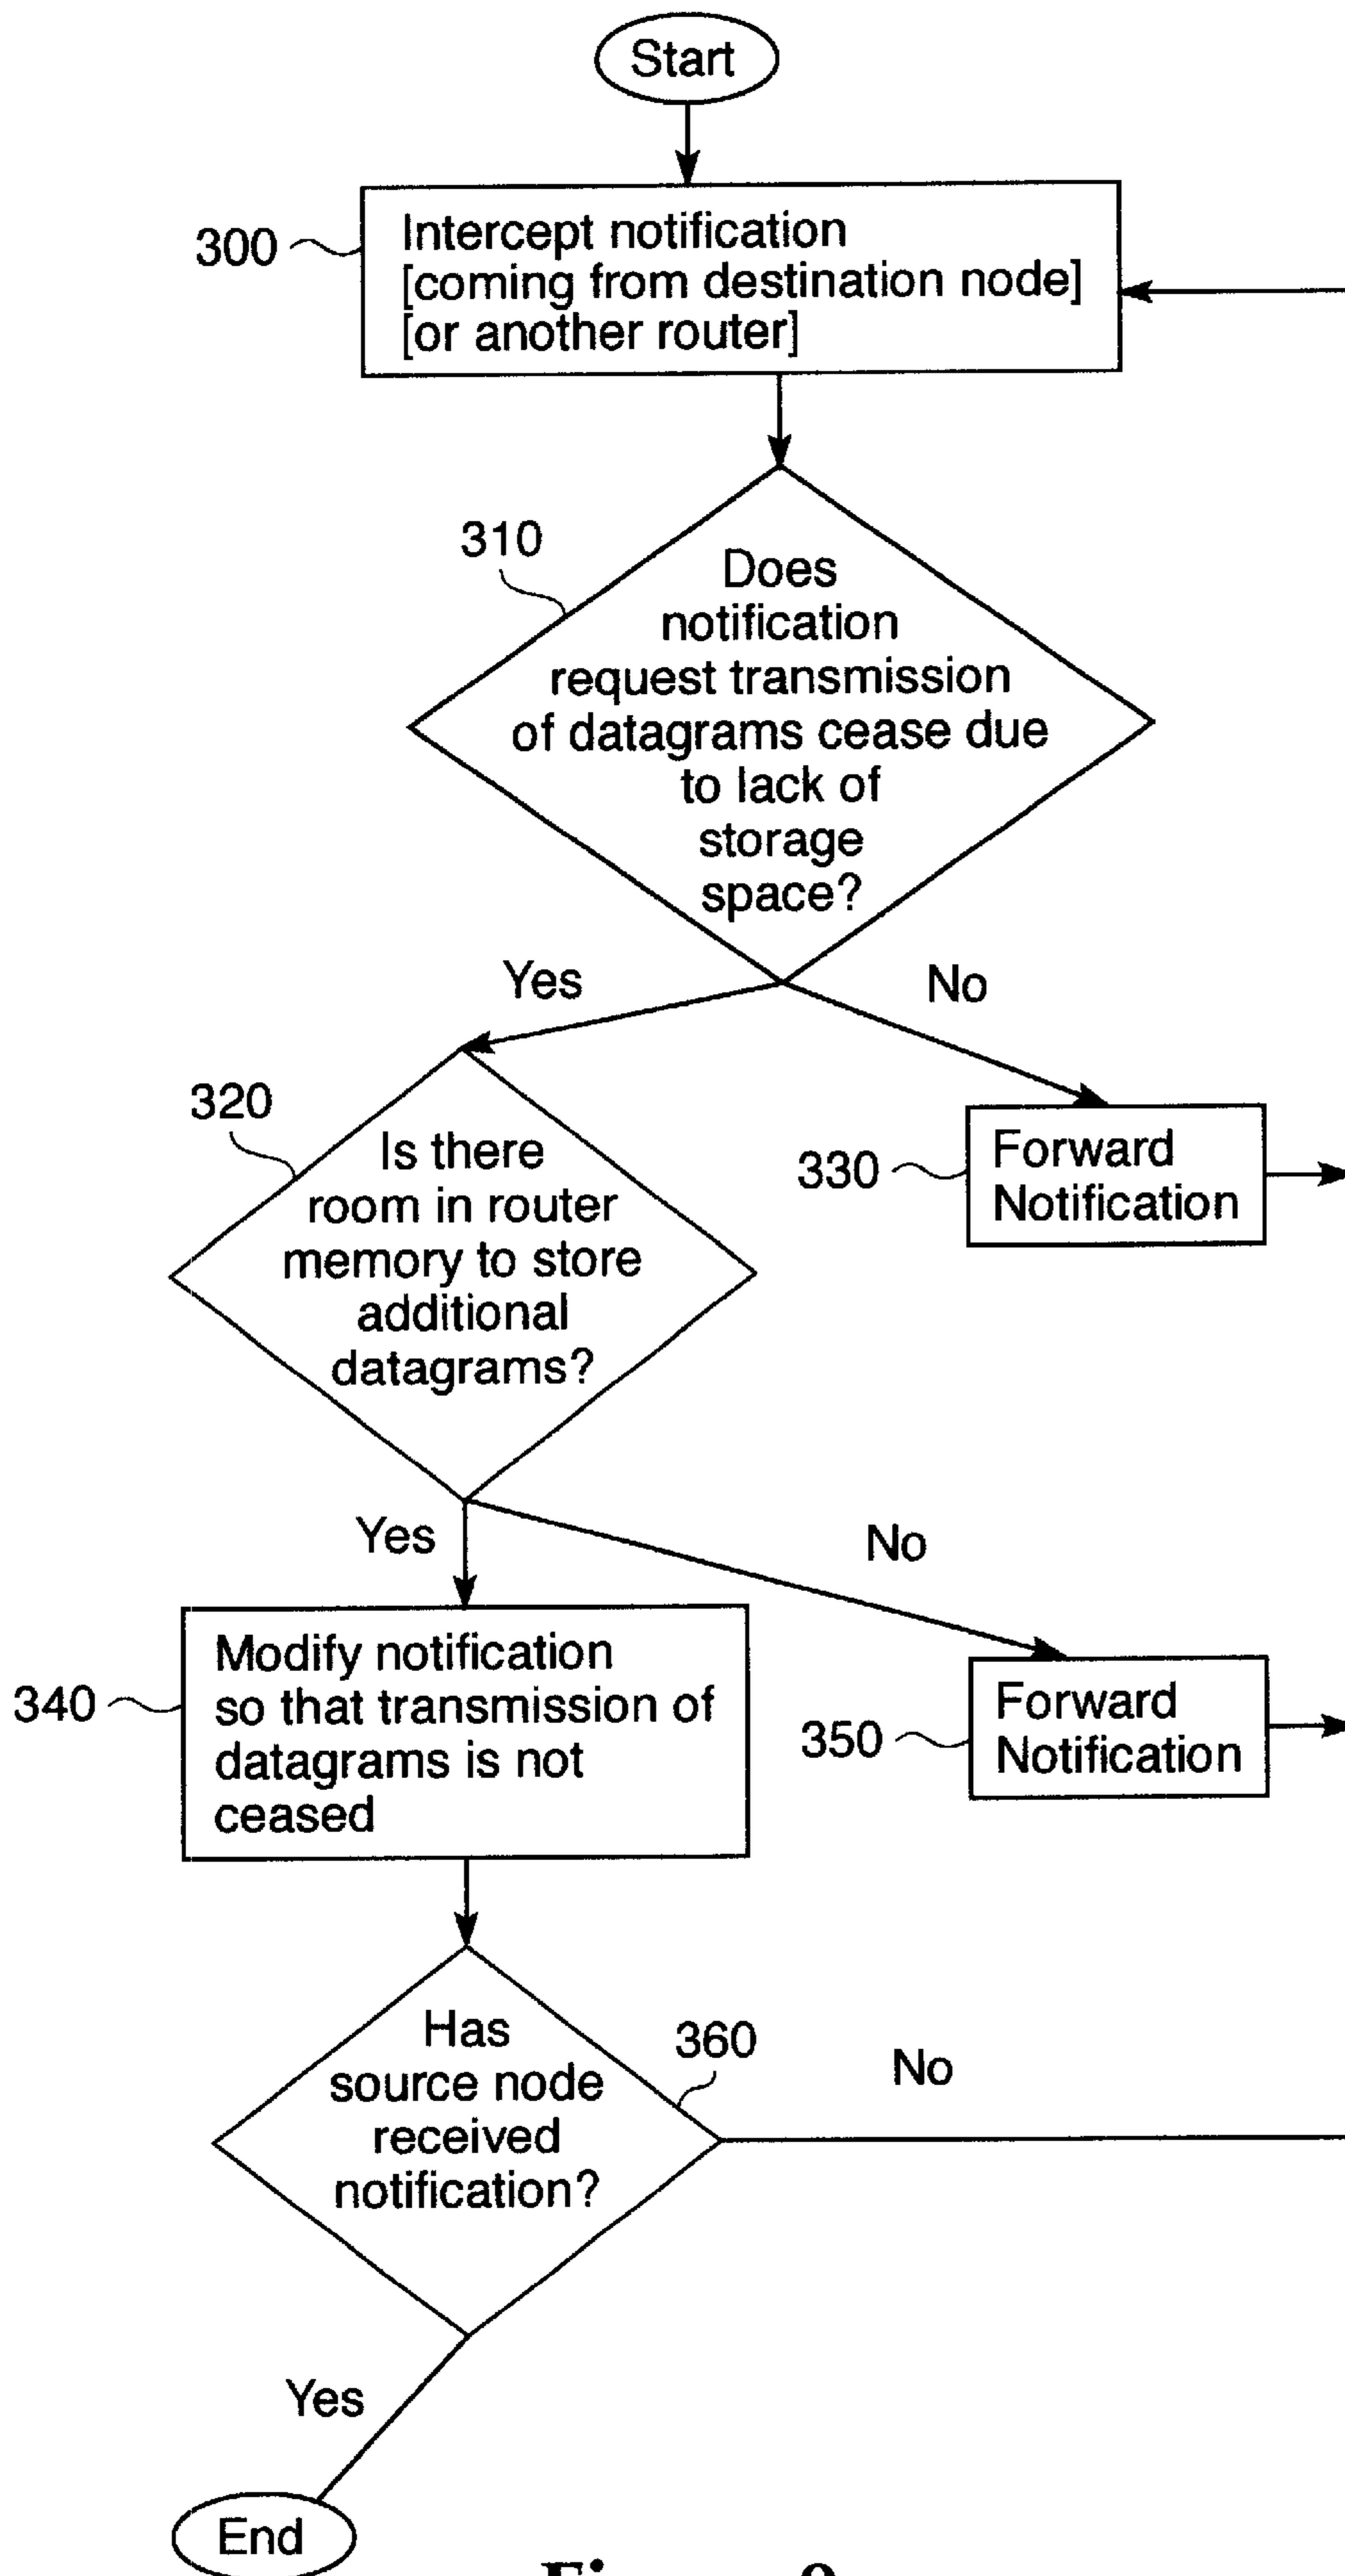 Start
300
Intercept notification
[coming from destination node]
[or another router]
310
Does
notification
request transmission
of datagrams cease due
to lack of
storage
space?
Yes
No
320
Is there
room in router
memory to store
additional
datagrams?
330
Forward
Notification
Yes
No
340
Modify notification
so that transmission of
datagrams is not
ceased
350
Forward
Notification
Has
source node
received
notification?
360
No
Yes
End